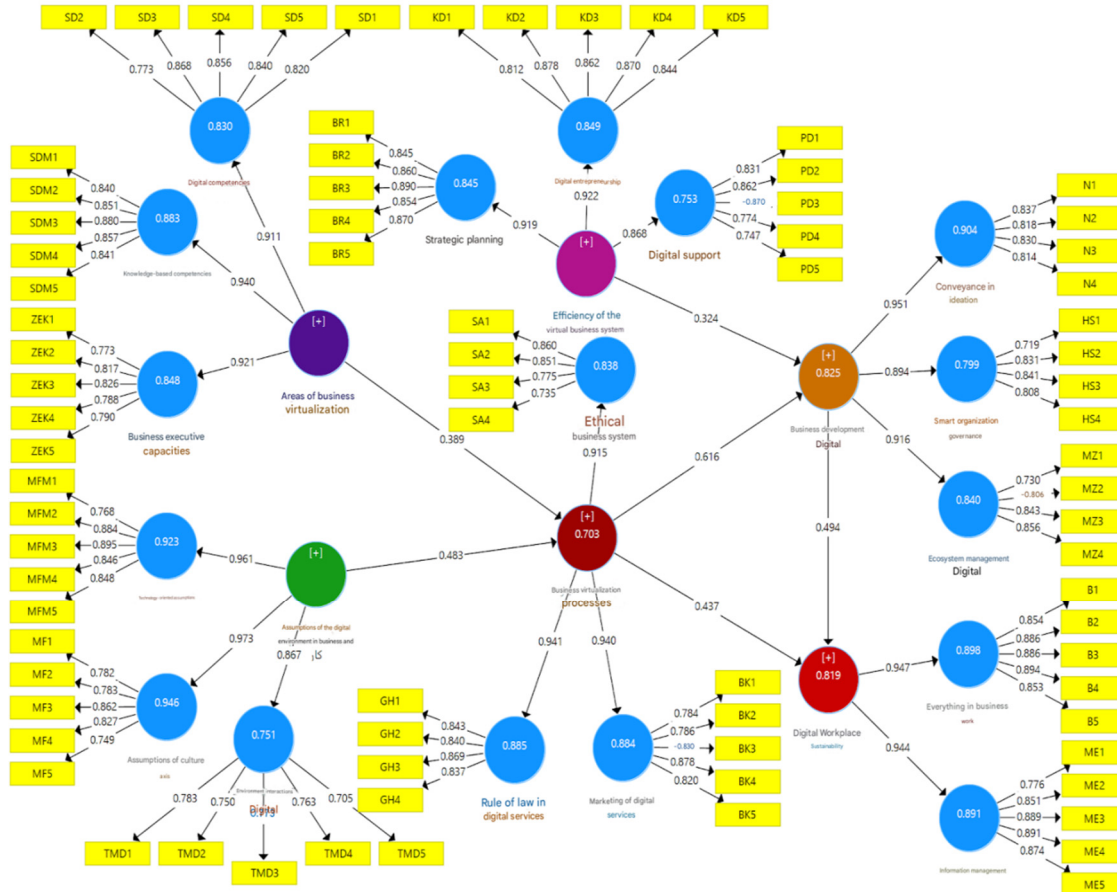 SD2
SD3
SD4
SD5
SD1
0.773
0.868
0.856
0.840
0.820
0.830
Digital competencies
0.911
KD1
KD2
KD3
KD4
KD5
0.812
0.878
0.862
0.870
0.844
0.849
Digital entrepreneurship
0.922
BR1
BR2
BR3
BR4
BR5
0.845
0.860
0.890
0.854
0.870
0.845
Strategic planning
0.919
PD1
PD2
PD3
PD4
PD5
0.831
0.862
-0.870
0.774
0.747
0.753
Digital support
0.868
[+]
Efficiency of the
virtual business system
0.324
SDM1
SDM2
SDM3
SDM4
SDM5
0.840
0.851
0.880
0.857
0.841
0.883
Knowledge-based competencies
0.940
ZEK1
ZEK2
ZEK3
ZEK4
ZEK5
0.773
0.817
0.826
0.788
0.790
0.848
Business executive
capacities
0.921
[+]
Areas of business
virtualization
0.389
SA1
SA2
SA3
SA4
0.860
0.851
0.775
0.735
0.838
Ethical
business system
0.915
N1
N2
N3
N4
0.837
0.818
0.830
0.814
0.904
Conveyance in
ideation
0.951
HS1
HS2
HS3
HS4
0.719
0.831
0.841
0.808
0.799
Smart organization
governance
0.894
[+]
0.825
Business development
Digital
0.616
0.494
MZ1
MZ2
MZ3
MZ4
0.730
-0.806
0.843
0.856
0.840
Ecosystem management
Digital
0.916
MFM1
MFM2
MFM3
MFM4
MFM5
0.768
0.884
0.895
0.846
0.848
0.923
0.961
[+]
Assumptions of the digital
environment in business and
کار
0.483
0.867
MF1
MF2
MF3
MF4
MF5
0.782
0.783
0.862
0.827
0.749
0.946
Assumptions of culture
axis
0.973
0.751
Environment interactions
Digital
0.783
0.750
0.763
0.705
TMD1
TMD2
TMD3
TMD4
TMD5
[+]
0.703
Business virtualization
processes
0.437
0.941
0.940
GH1
GH2
GH3
GH4
0.843
0.840
0.869
0.837
0.885
Rule of law in
digital services
BK1
BK2
BK3
BK4
BK5
0.784
0.786
-0.830
0.878
0.820
0.884
Marketing of digital
services
[+]
0.819
Digital Workplace
Sustainability
B1
B2
B3
B4
B5
0.854
0.886
0.886
0.894
0.853
0.898
Everything in business
work
0.947
ME1
ME2
ME3
ME4
ME5
0.776
0.851
0.889
0.891
0.874
0.891
Information management
0.944